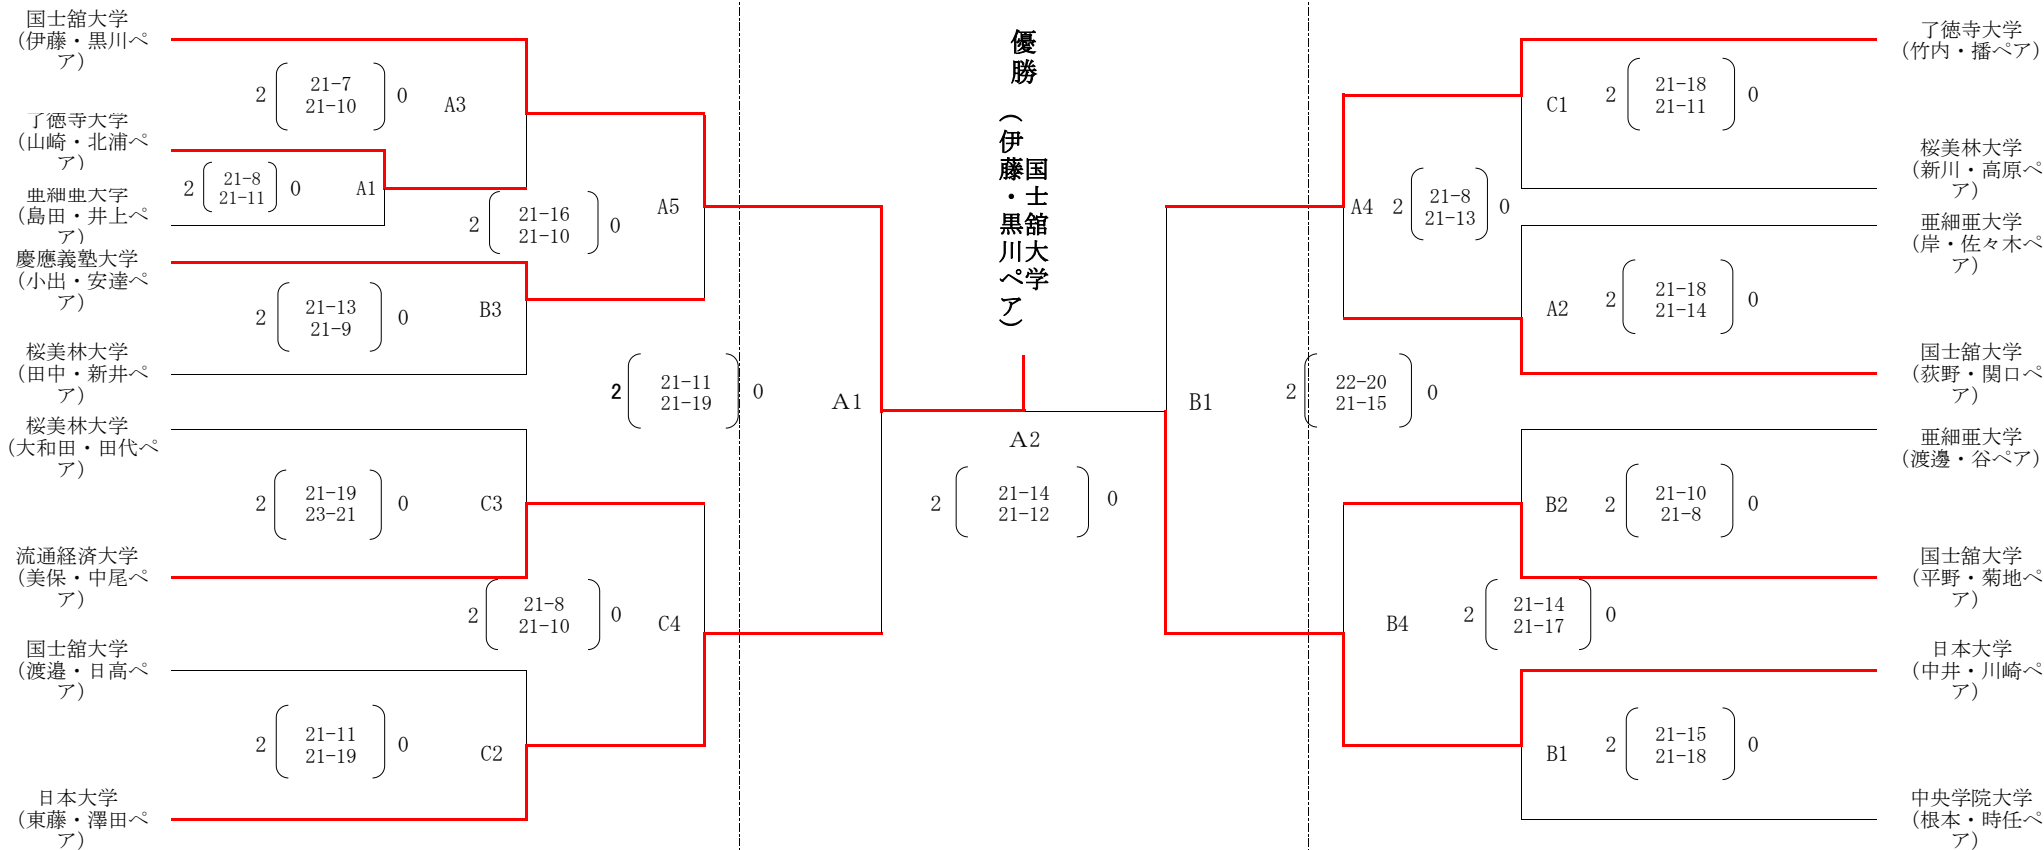 国士舘大学
（伊藤・黒川ペ
ア）
2
21-7
21-10
0
A3
了徳寺大学
（山崎・北浦ペ
ア）
2
21-8
21-11
0
A1
亜細亜大学
（島田・井上ペ
ア）
2
21-16
21-10
0
A5
慶應義塾大学
（小出・安達ペ
ア）
2
21-13
21-9
0
B3
桜美林大学
（田中・新井ペ
ア）
2
21-11
21-19
0
A1
桜美林大学
（大和田・田代ペ
ア）
2
21-19
23-21
0
C3
流通経済大学
（美保・中尾ペ
ア）
2
21-8
21-10
0
C4
国士舘大学
（渡邉・日高ペ
ア）
2
21-11
21-19
0
C2
日本大学
（東藤・澤田ペ
ア）
優勝
国士舘大学
（伊藤・黒川ペア）
A2
2
21-14
21-12
0
了徳寺大学
（竹内・播ペア）
C1
2
21-18
21-11
0
桜美林大学
（新川・高原ペ
ア）
A4
2
21-8
21-13
0
亜細亜大学
（岸・佐々木ペ
ア）
A2
2
21-18
21-14
0
国士舘大学
（荻野・関口ペ
ア）
B1
2
22-20
21-15
0
亜細亜大学
（渡邊・谷ペア）
B2
2
21-10
21-8
0
国士舘大学
（平野・菊地ペ
ア）
B4
2
21-14
21-17
0
日本大学
（中井・川崎ペ
ア）
B1
2
21-15
21-18
0
中央学院大学
（根本・時任ペ
ア）